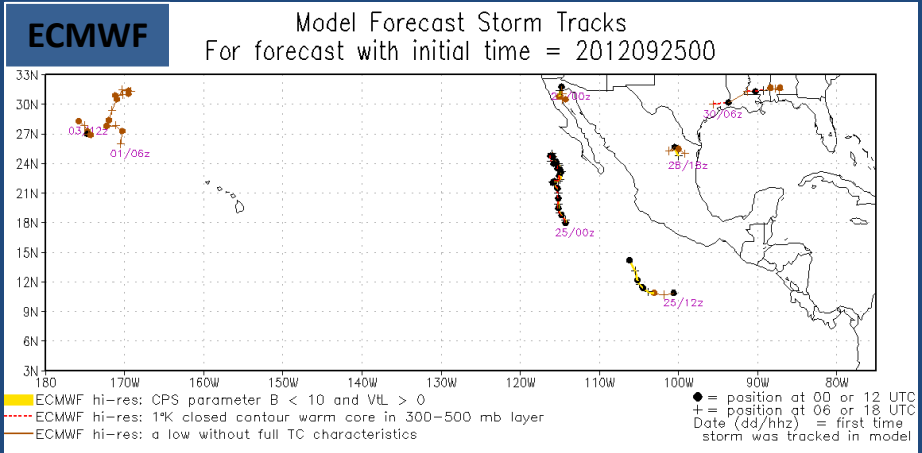 ECMWF
Model Forecast Storm Tracks
For forecast with initial time = 2012092500
33N
30N
27N
24N
21N
18N
15N
12N
9N
6N
3N
03/12z
01/06z
25/00z
25/12z
28/18z
30/06z
180
170W
160W
150W
140W
130W
120W
110W
100W
90W
80W
ECMWF hi-res: CPS parameter B < 10 and VtL > 0
ECMWF hi-res: 1°K closed contour warm core in 300-500 mb layer
ECMWF hi-res: a low without full TC characteristics
● = position at 00 or 12 UTC
+ = position at 06 or 18 UTC
Date (dd/hhz) = first time
storm was tracked in model